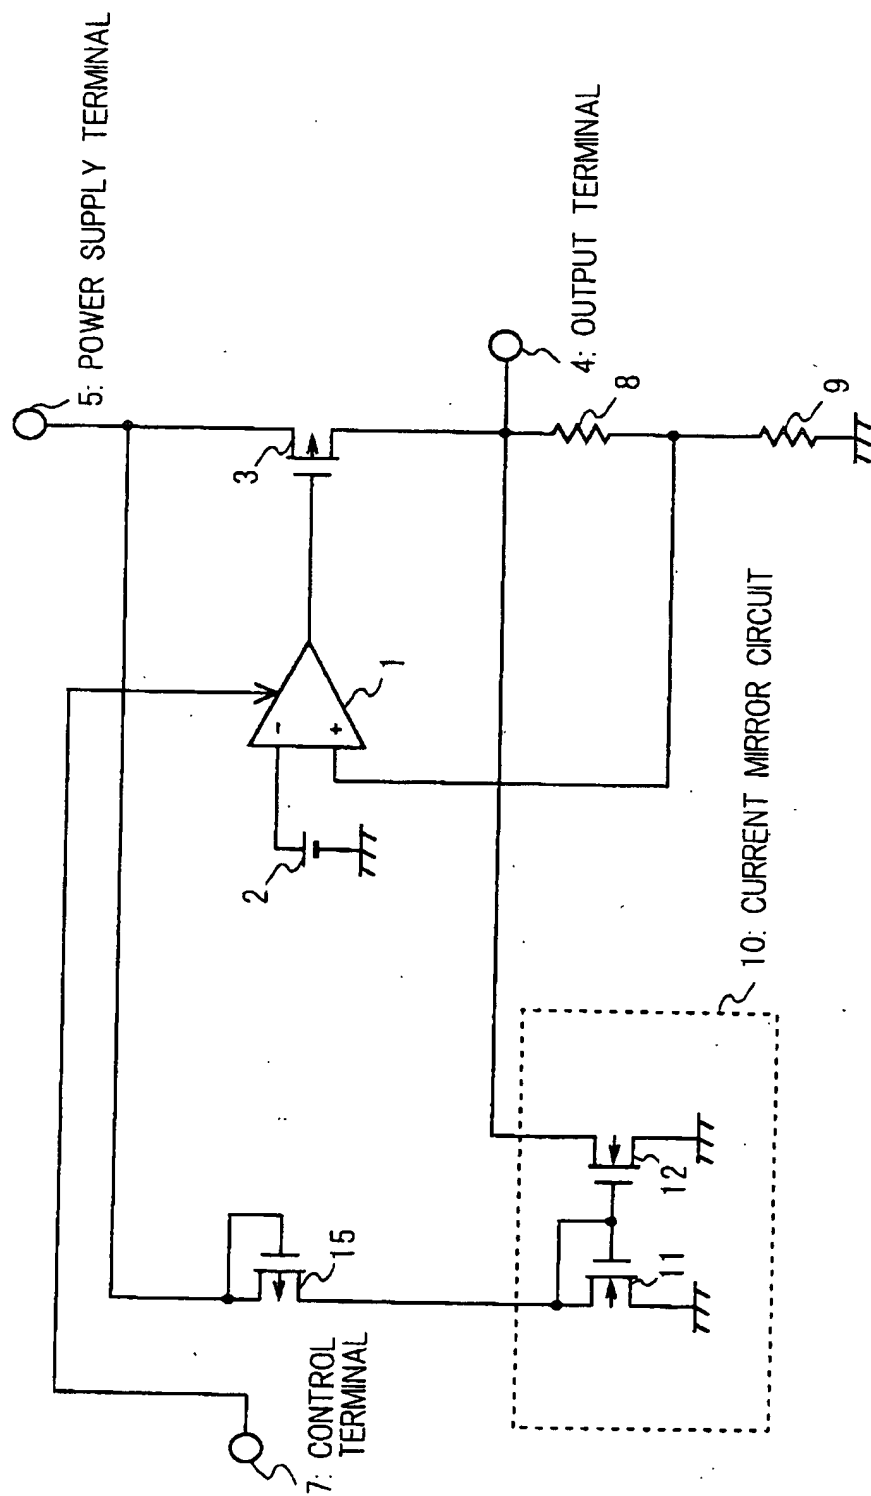 5: POWER SUPPLY TERMINAL
3
4: OUTPUT TERMINAL
8
9
1
-
+
2
10: CURRENT MIRROR CIRCUIT
15
12
11
7: CONTROL
TERMINAL